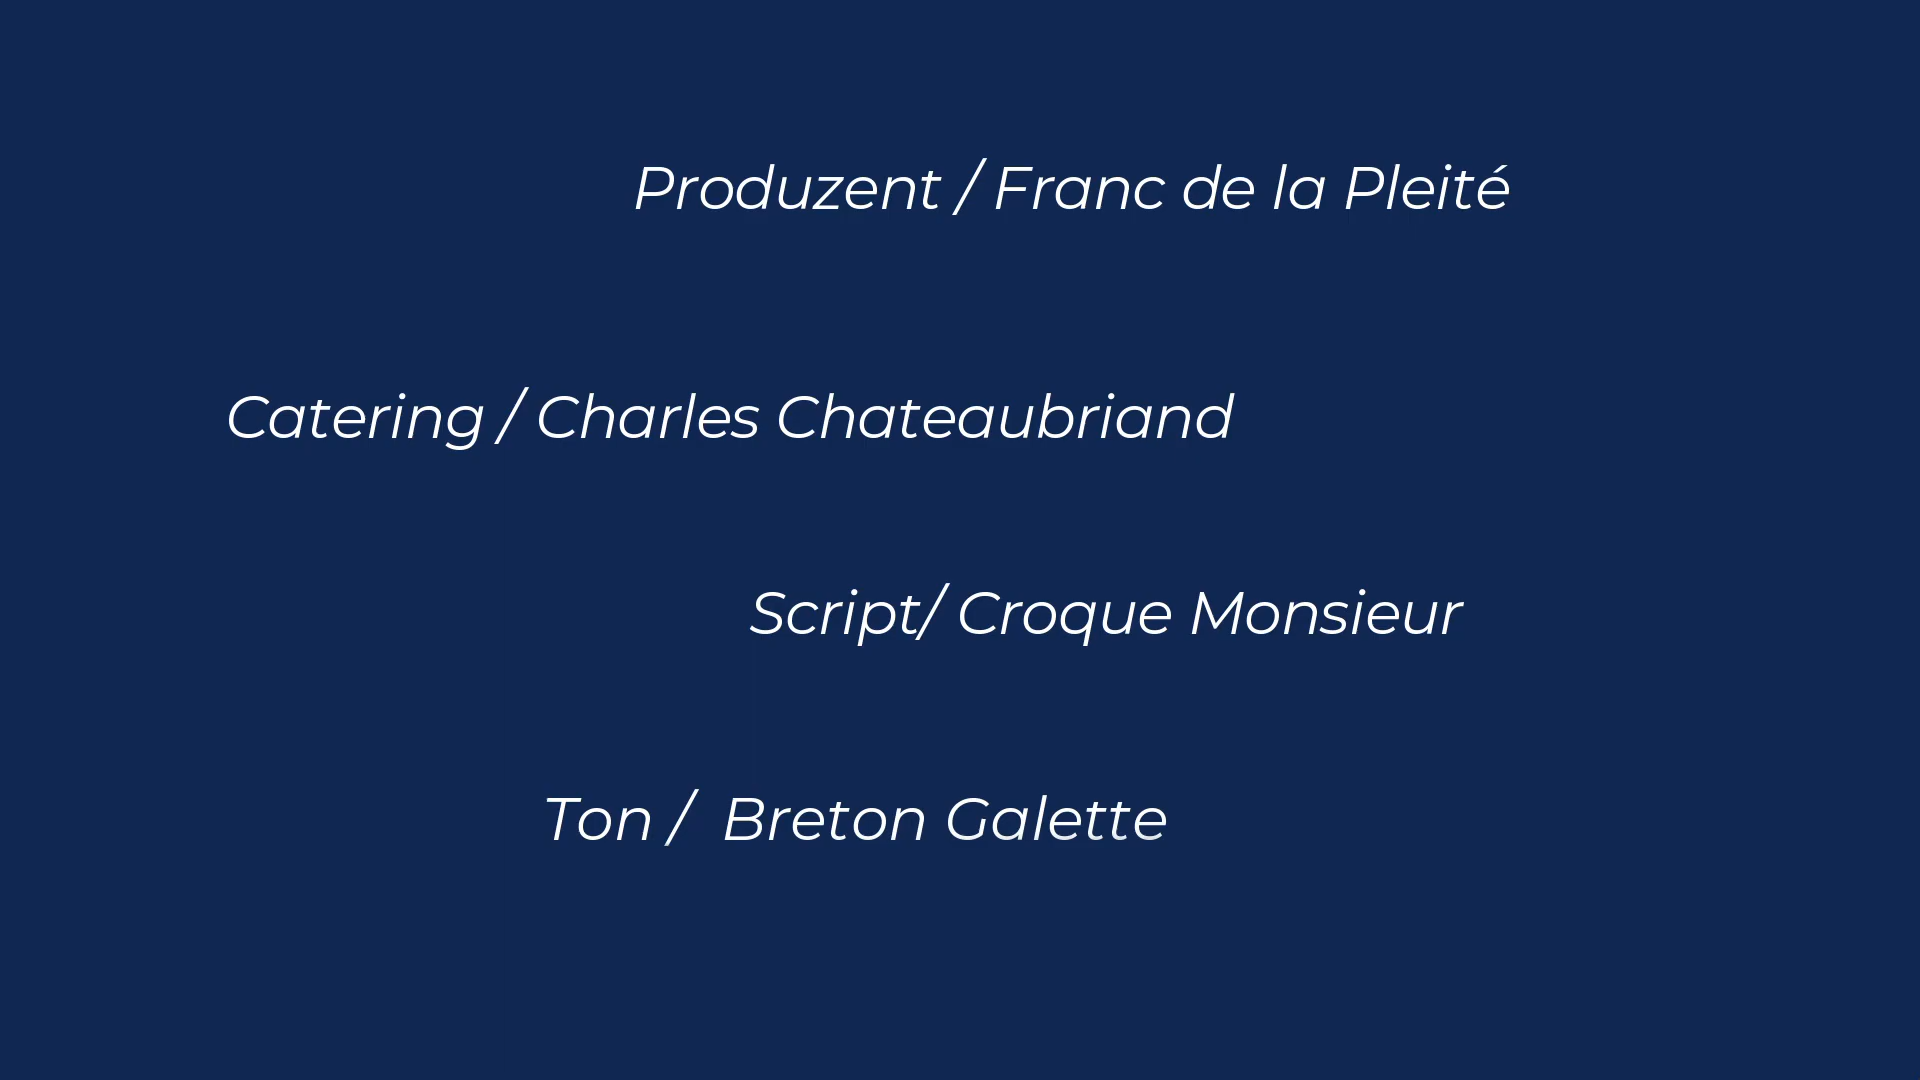 Produzent / Franc de la Pleité
Catering / Charles Chateaubriand
Script/ Croque Monsieur
Ton /  Breton Galette